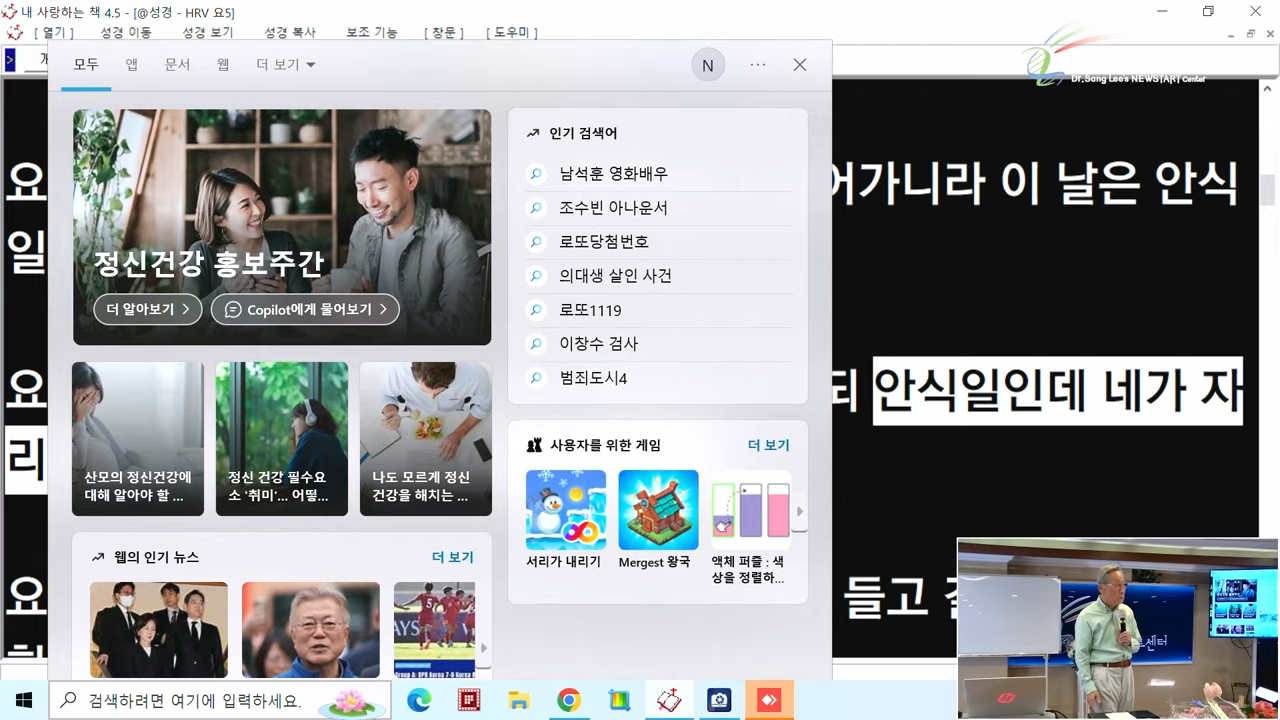 내 사랑하는 책 4.5 - [@성경 - HRV 요5]
[ 열기 ] 성경 이동 성경 보기 성경 복사 보조 기능 [ 창문 ] [ 도우미 ]
Dr.Sang Lee's NEWSTART Center
모두 앱 문서 웹 더 보기
N
정신건강 홍보주간
더 알아보기
Copilot에게 물어보기
산모의 정신건강에
대해 알아야 할 ...
정신 건강 필수요
소 '취미'... 어떻...
나도 모르게 정신
건강을 해치는 ...
웹의 인기 뉴스 더 보기
인기 검색어
남석훈 영화배우
조수빈 아나운서
로또당첨번호
의대생 살인 사건
로또1119
이창수 검사
범죄도시4
사용자를 위한 게임 더 보기
서리가 내리기
Mergest 왕국
액체 퍼즐 : 색
상을 정렬하...
요
어가니라 이 날은 안식
일
요
되 안식일인데 네가 자
리
요
들고
트센터
검색하려면 여기에 입력하세요.